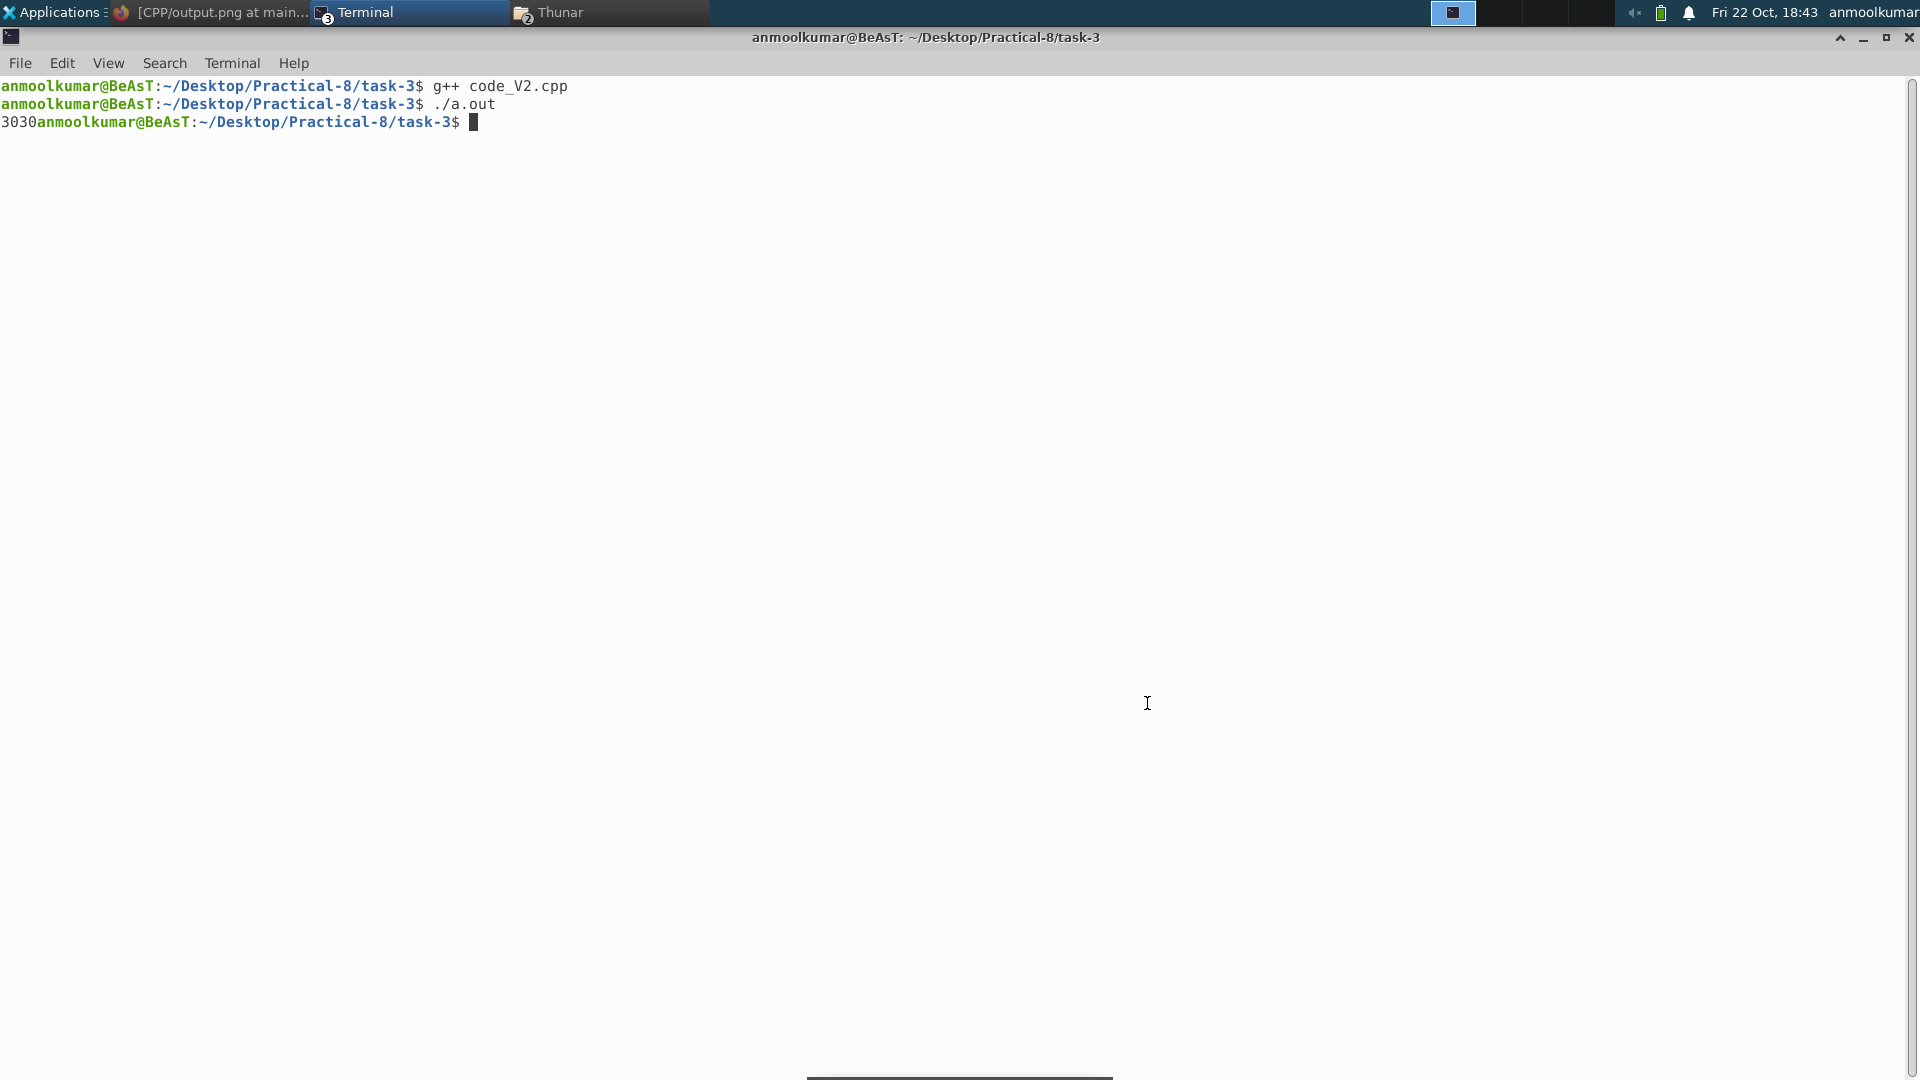 Applications [CPP/output.png at main... 3 Terminal 2 Thunar Fri 22 Oct, 18:43 anmoolkumar
anmoolkumar@BeAsT: ~/Desktop/Practical-8/task-3
File Edit View Search Terminal Help
anmoolkumar@BeAsT:~/Desktop/Practical-8/task-3$ g++ code_V2.cpp
anmoolkumar@BeAsT:~/Desktop/Practical-8/task-3$ ./a.out
3030anmoolkumar@BeAsT:~/Desktop/Practical-8/task-3$